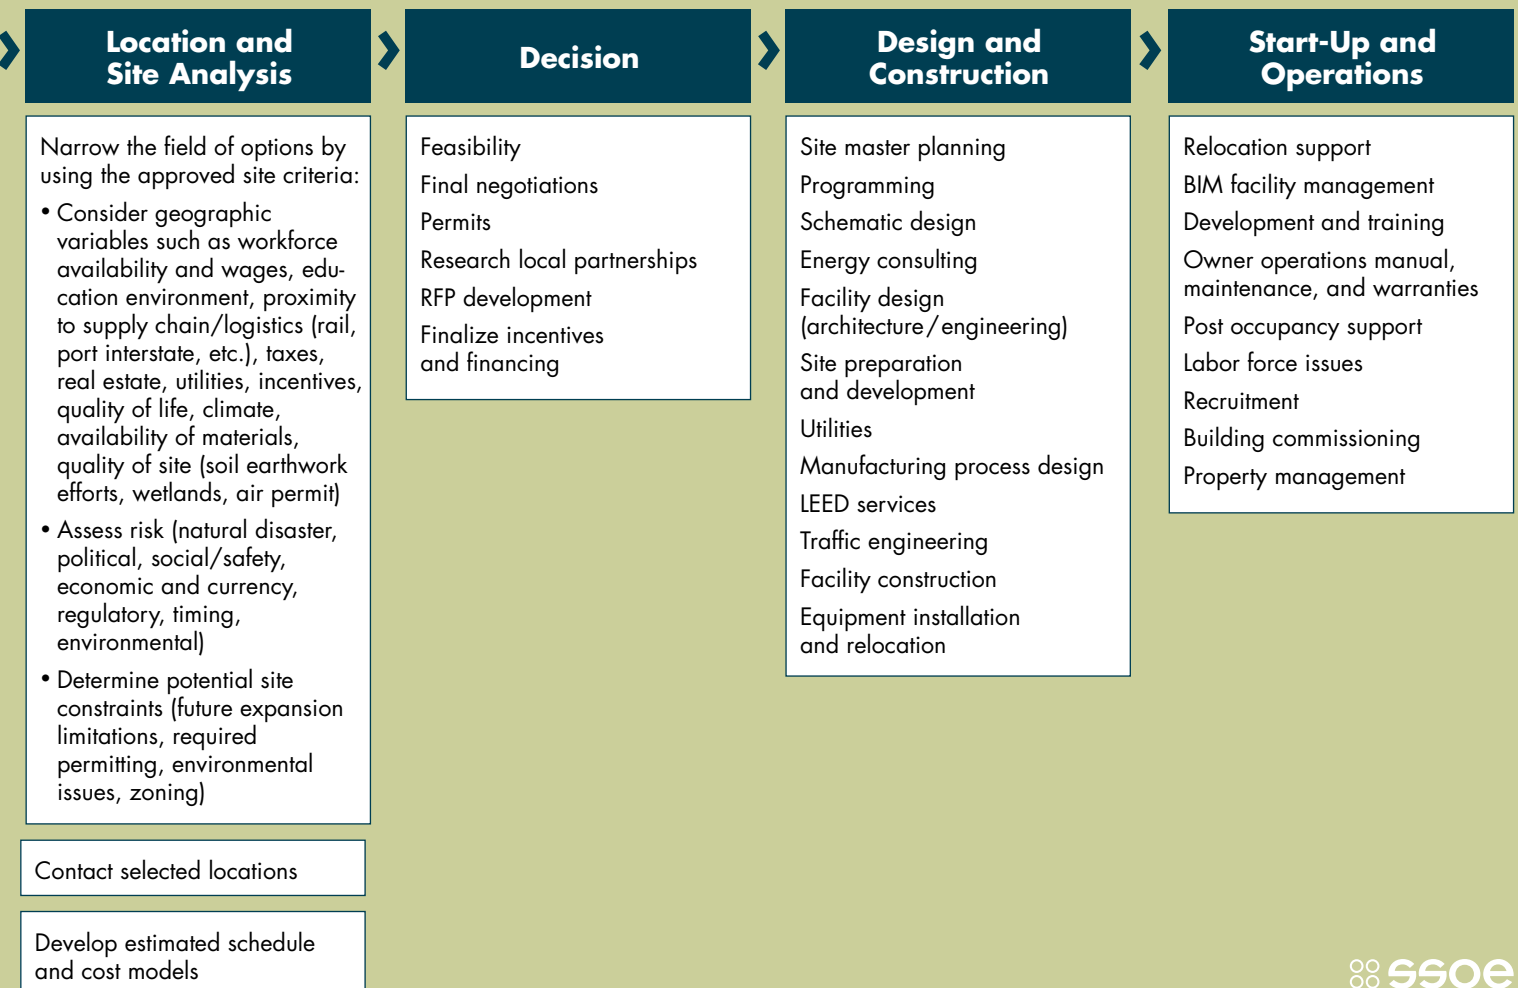 Location and
Site Analysis
Narrow the field of options by
using the approved site criteria:
• Consider geographic
variables such as workforce
availability and wages, edu-
cation environment, proximity
to supply chain/logistics (rail,
port interstate, etc.), taxes,
real estate, utilities, incentives,
quality of life, climate,
availability of materials,
quality of site (soil earthwork
efforts, wetlands, air permit)
• Assess risk (natural disaster,
political, social/safety,
economic and currency,
regulatory, timing,
environmental)
• Determine potential site
constraints (future expansion
limitations, required
permitting, environmental
issues, zoning)
Contact selected locations
Develop estimated schedule
and cost models
Decision
Feasibility
Final negotiations
Permits
Research local partnerships
RFP development
Finalize incentives
and financing
Design and
Construction
Site master planning
Programming
Schematic design
Energy consulting
Facility design
(architecture/engineering)
Site preparation
and development
Utilities
Manufacturing process design
LEED services
Traffic engineering
Facility construction
Equipment installation
and relocation
Start-Up and
Operations
Relocation support
BIM facility management
Development and training
Owner operations manual,
maintenance, and warranties
Post occupancy support
Labor force issues
Recruitment
Building commissioning
Property management
ssoe